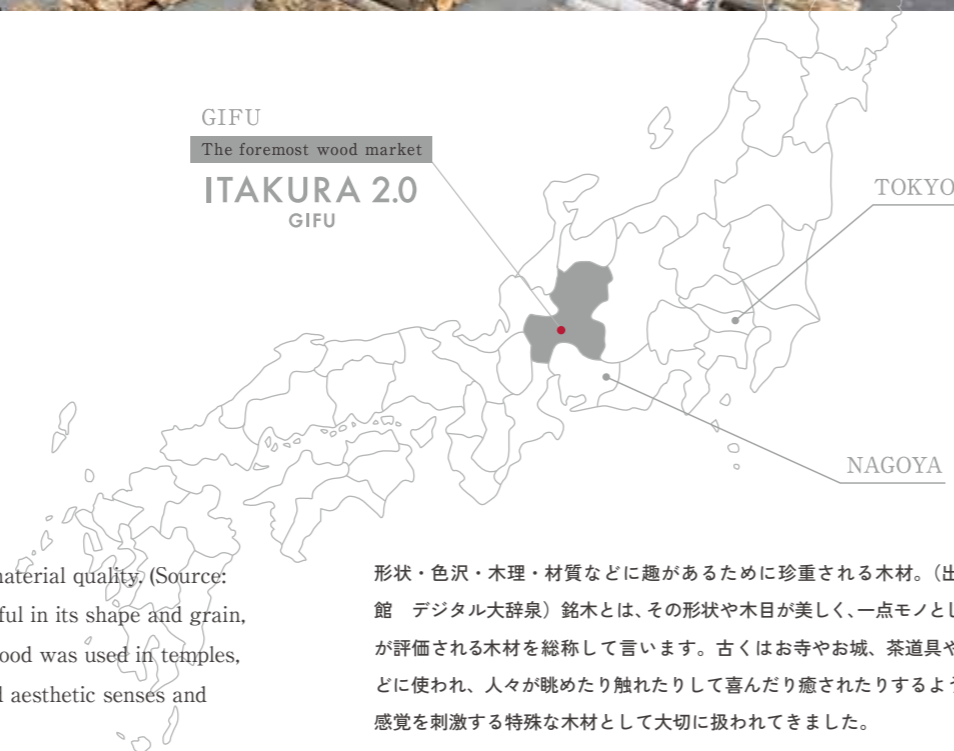 GIFU
The foremost wood market
ITAKURA 2.0
GIFU
TOKYO
NAGOYA
material quality. (Source:
ful in its shape and grain,
ood was used in temples,
l aesthetic senses and
形状・色沢・木理・材質などに趣があるために珍重される木材。（出
館　デジタル大辞泉）銘木とは、その形状や木目が美しく、一点モノとし
が評価される木材を総称して言います。古くはお寺やお城、茶道具や
どに使われ、人々が眺めたり触れたりして喜んだり癒されたりするよう
感覚を刺激する特殊な木材として大切に扱われてきました。